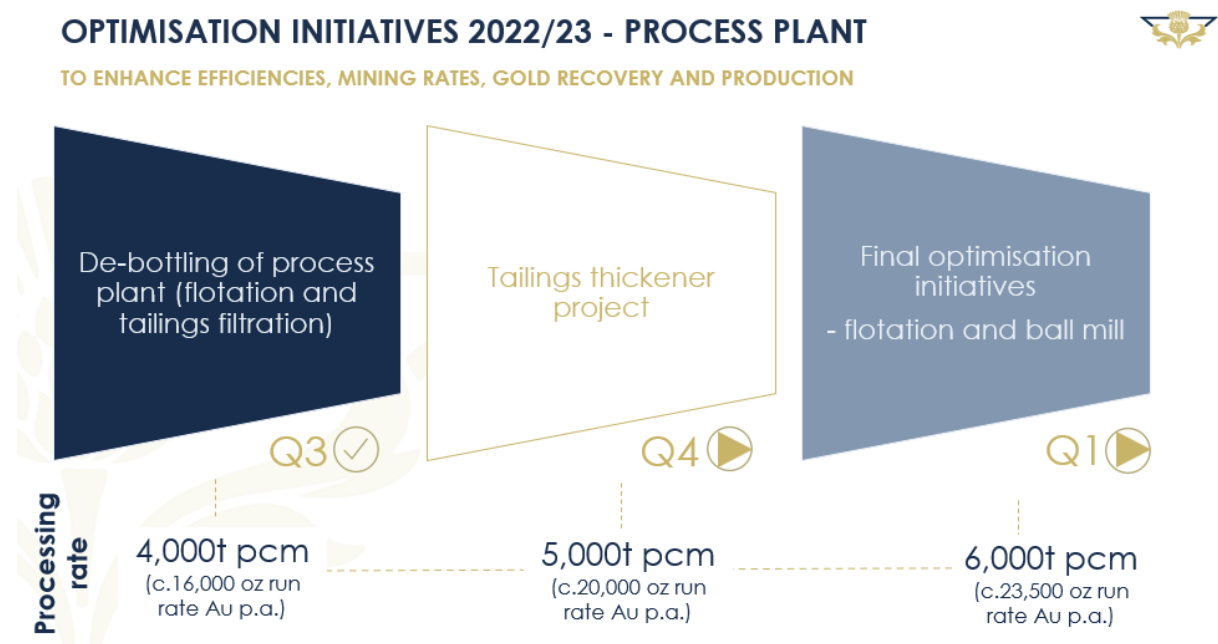 OPTIMISATION INITIATIVES 2022/23 - PROCESS PLANT
TO ENHANCE EFFICIENCIES, MINING RATES, GOLD RECOVERY AND PRODUCTION
De-bottling of process
plant (flotation and
tailings filtration)
Q3
Tailings thickener
project
Q4
Final optimisation
initiatives
- flotation and ball mill
Q1
Processing
rate
4,000t pcm
(c.16,000 oz run
rate Au p.a.)
5,000t pcm
(c.20,000 oz run
rate Au p.a.)
6,000t pcm
(c.23,500 oz run
rate Au p.a.)